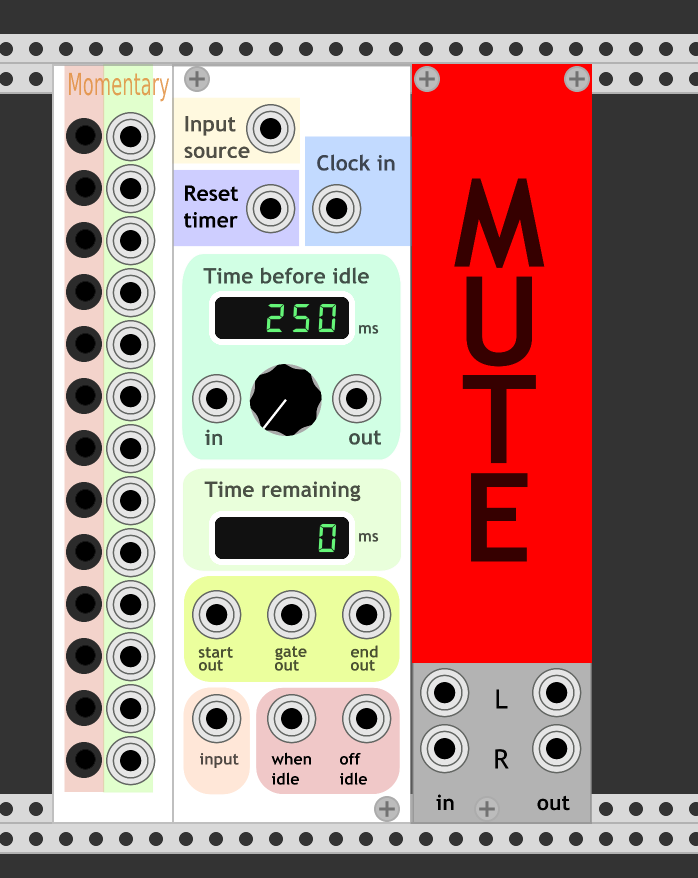 Momentary
Input
source
Clock in
Reset
timer
Time before idle
250
ms
in
out
Time remaining
0
ms
start
out
gate
out
end
out
input
when
idle
off
idle
M
U
T
E
L
R
in
out